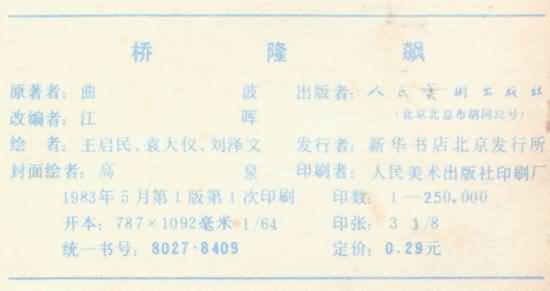 桥隆飙
原著者：曲波 出版者：人民美术出版社
改编者：江晖 （北京北总布胡同32号）
绘者：王启民、袁大仪、刘泽文 发行者：新华书店北京发行所
封面绘者：高泉 印刷者：人民美术出版社印刷厂
1983年5月第1版第1次印刷 印数：1—250,000
开本：787×1092毫米 1/64 印张：3 1/8
统一书号：8027·8409 定价：0.29元